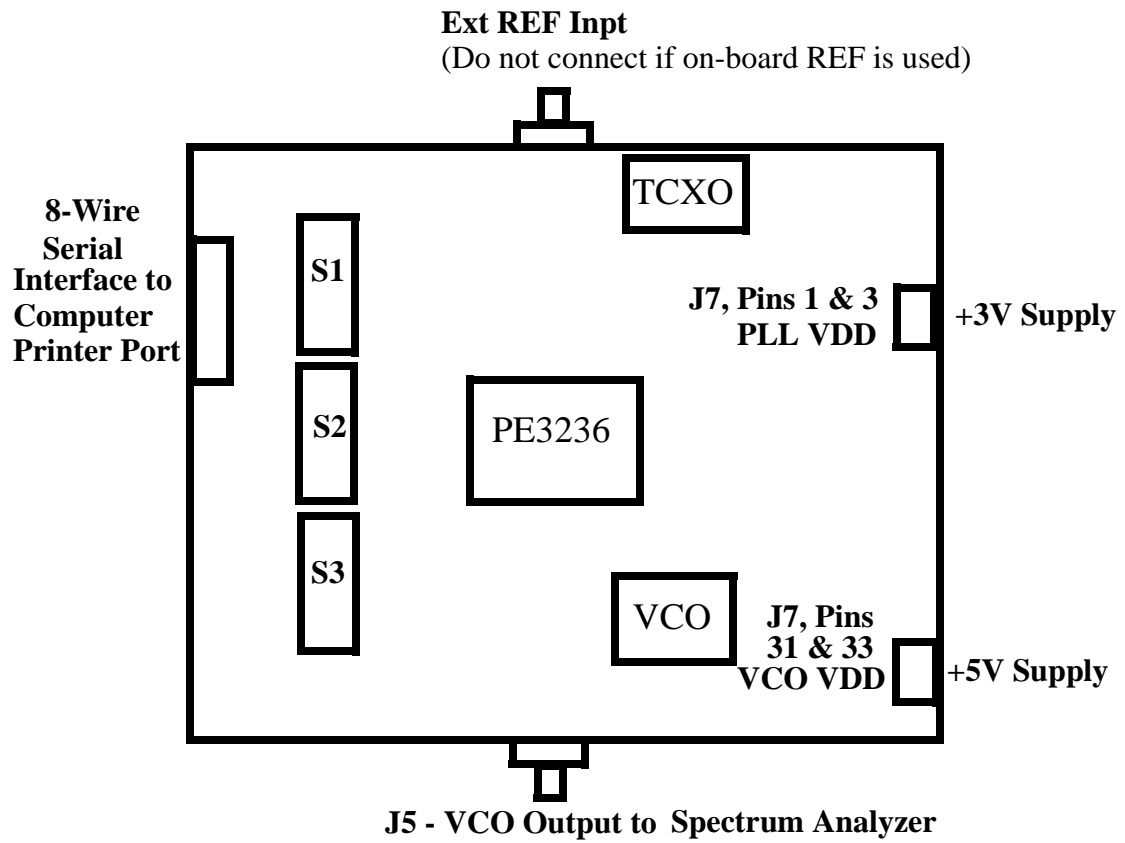 Ext REF Inpt
(Do not connect if on-board REF is used)
TCXO
8-Wire
Serial
Interface to
Computer
Printer Port
S1
J7, Pins 1 & 3
PLL VDD
+3V Supply
S2
PE3236
S3
VCO
J7, Pins
31 & 33
VCO VDD
+5V Supply
J5 - VCO Output to Spectrum Analyzer